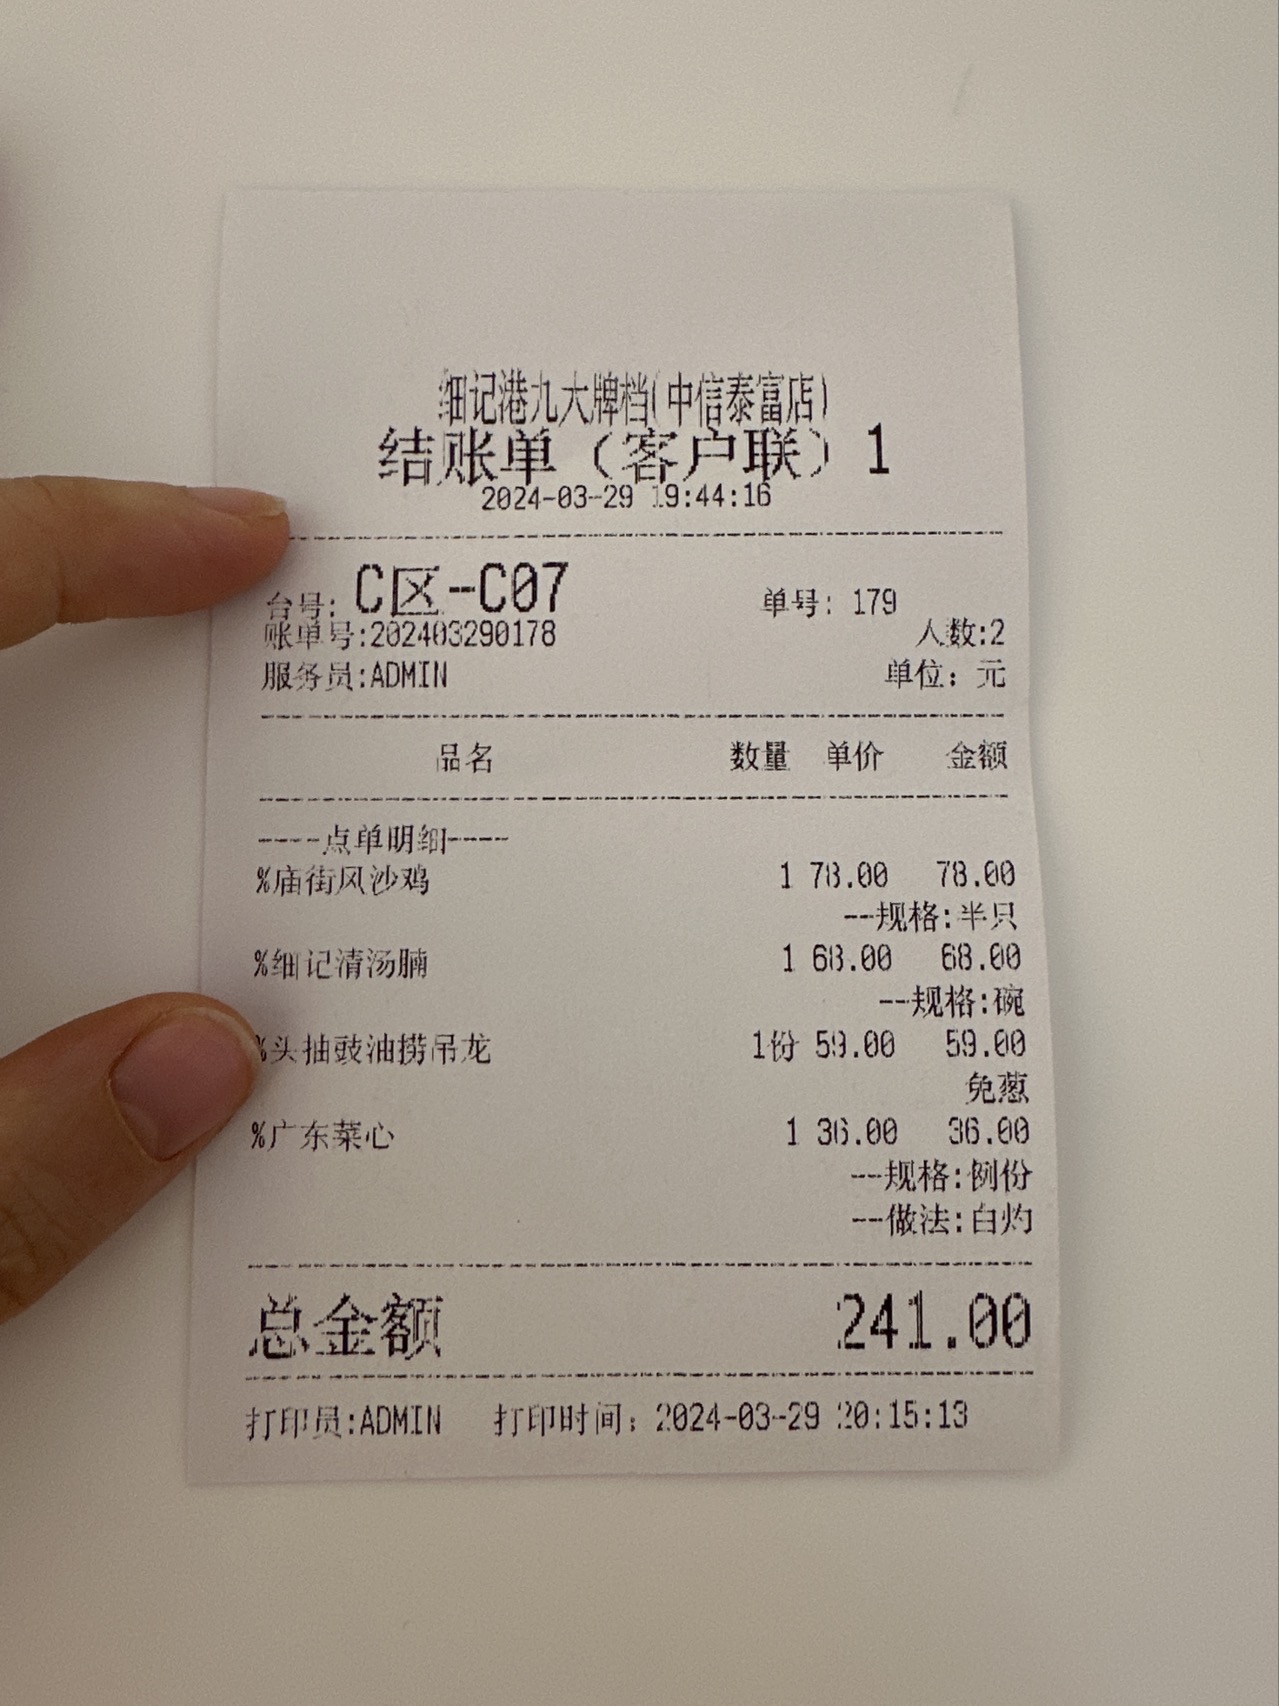 细记港九大牌档(中信泰富店)
结账单（客户联）1
2024-03-29 19:44:16
台号: C区-C07 单号: 179
账单号:202403290178 人数:2
服务员:ADMIN 单位: 元
品名 数量 单价 金额
----点单明细----
%庙街风沙鸡 1 78.00 78.00
--规格:半只
%细记清汤腩 1 68.00 68.00
--规格:碗
%头抽豉油捞吊龙 1份 59.00 59.00
免葱
%广东菜心 1 36.00 36.00
--规格:例份
--做法:白灼
总金额 241.00
打印员:ADMIN 打印时间: 2024-03-29 20:15:13